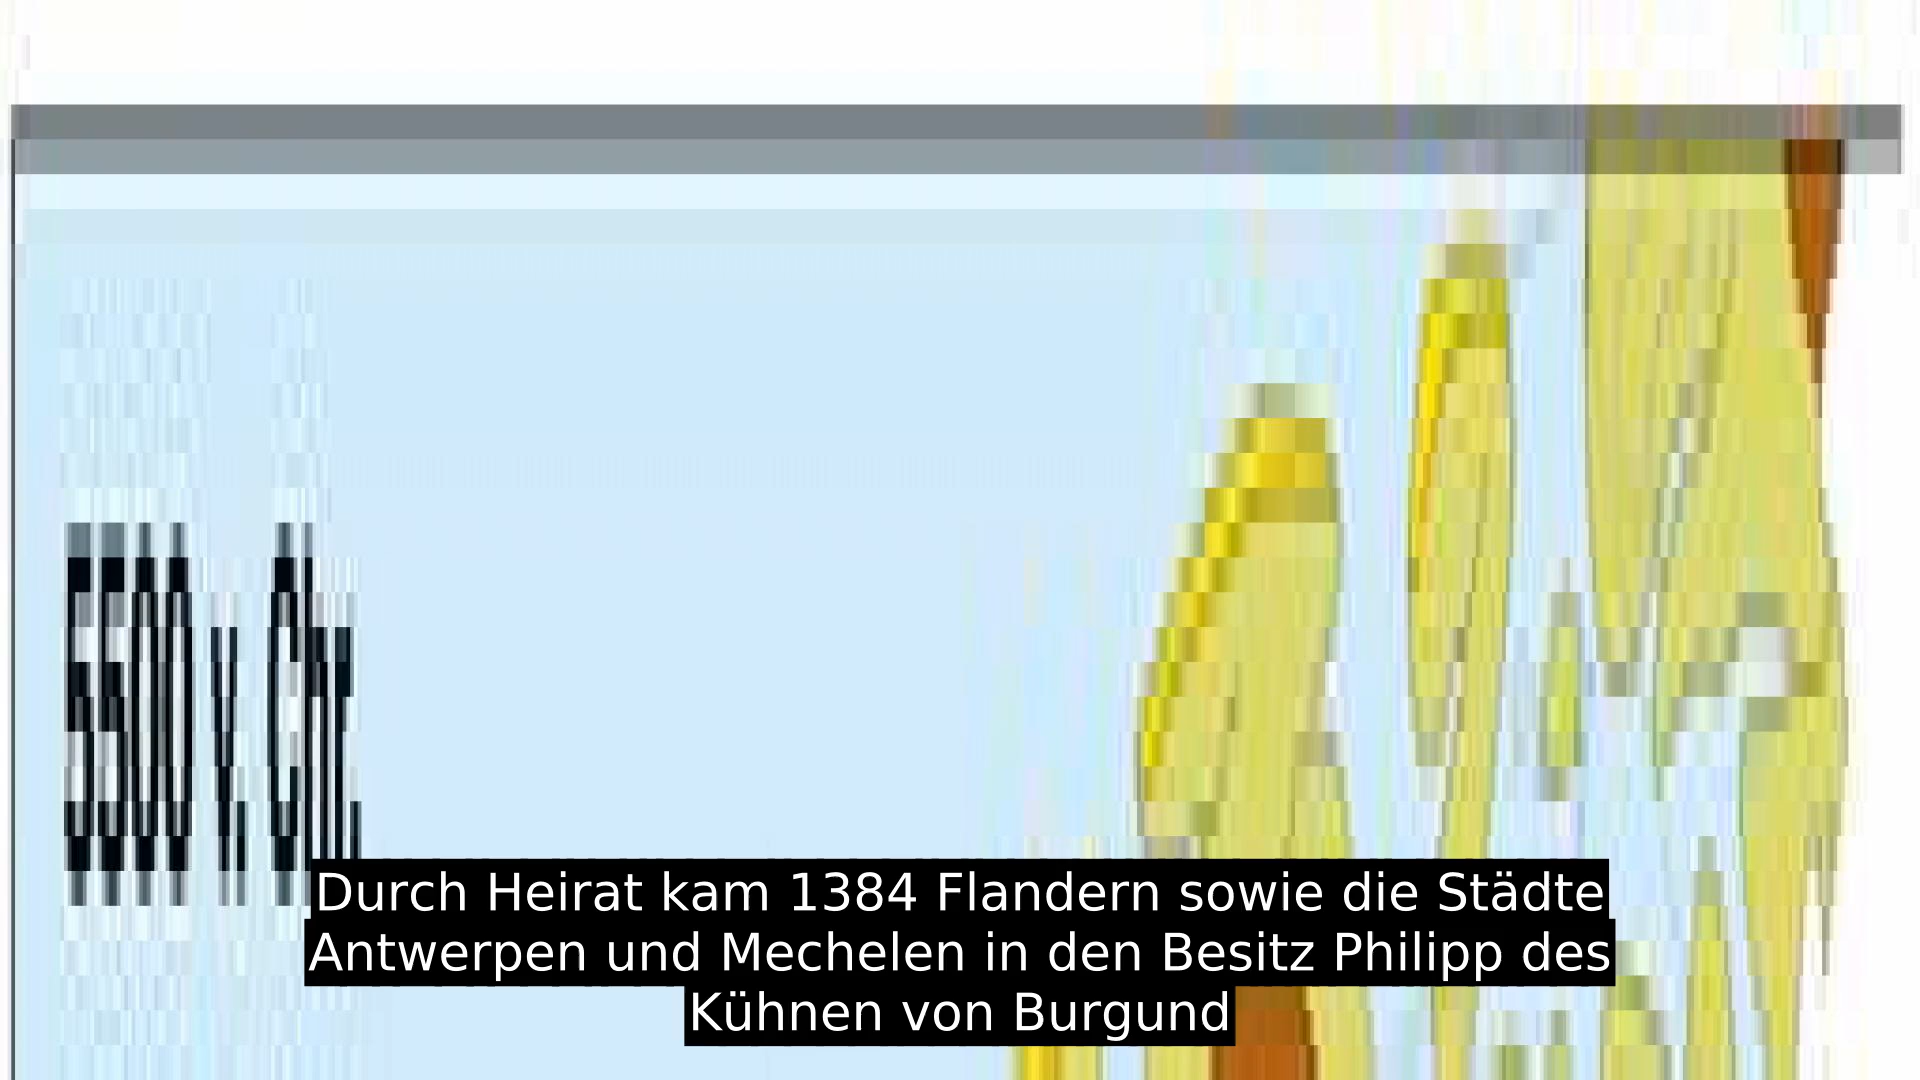 5500 v. Chr.
Durch Heirat kam 1384 Flandern sowie die Städte
Antwerpen und Mechelen in den Besitz Philipp des
Kühnen von Burgund